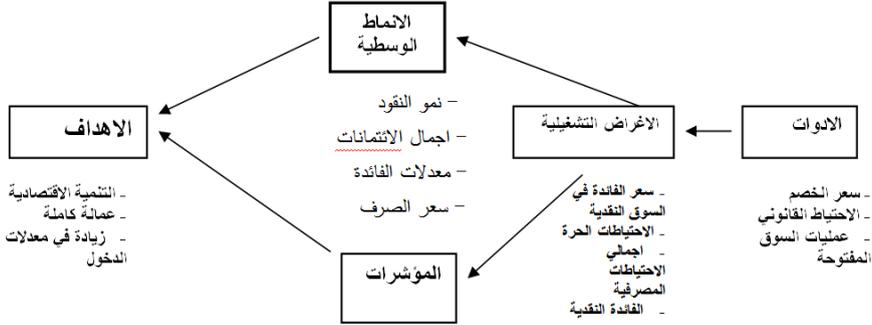 الادوات
- سعر الخصم
- الاحتياط القانوني
- عمليات السوق
المفتوحة
الاغراض التشغيلية
- سعر الفائدة في
السوق النقدية
- الاحتياطات الحرة
- اجمالي
الاحتياطات
المصرفية
- الفائدة النقدية
الانماط
الوسطية
- نمو النقود
- اجمال الائتمانات
- معدلات الفائدة
- سعر الصرف
المؤشرات
الاهداف
- التنمية الاقتصادية
- عمالة كاملة
- زيادة في معدلات
الدخول